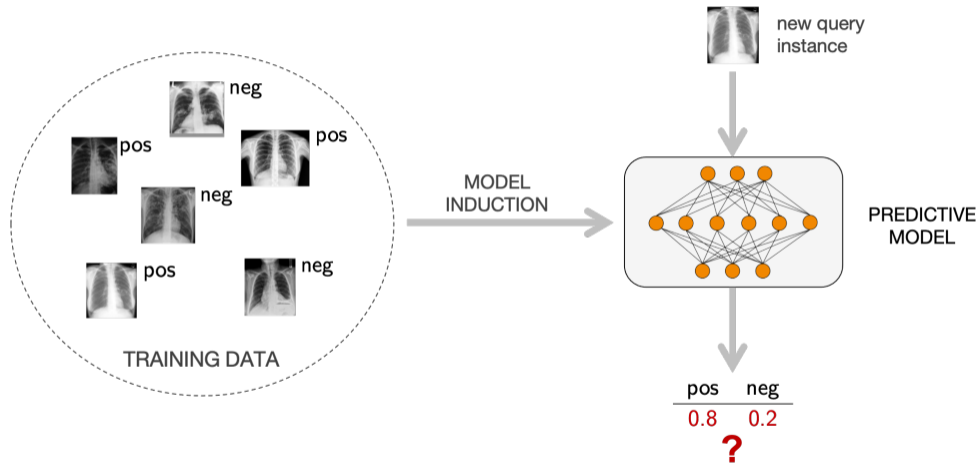 new query
instance
neg
pos
pos
neg
pos
neg
TRAINING DATA
MODEL
INDUCTION
PREDICTIVE
MODEL
pos neg
0.8 0.2
?